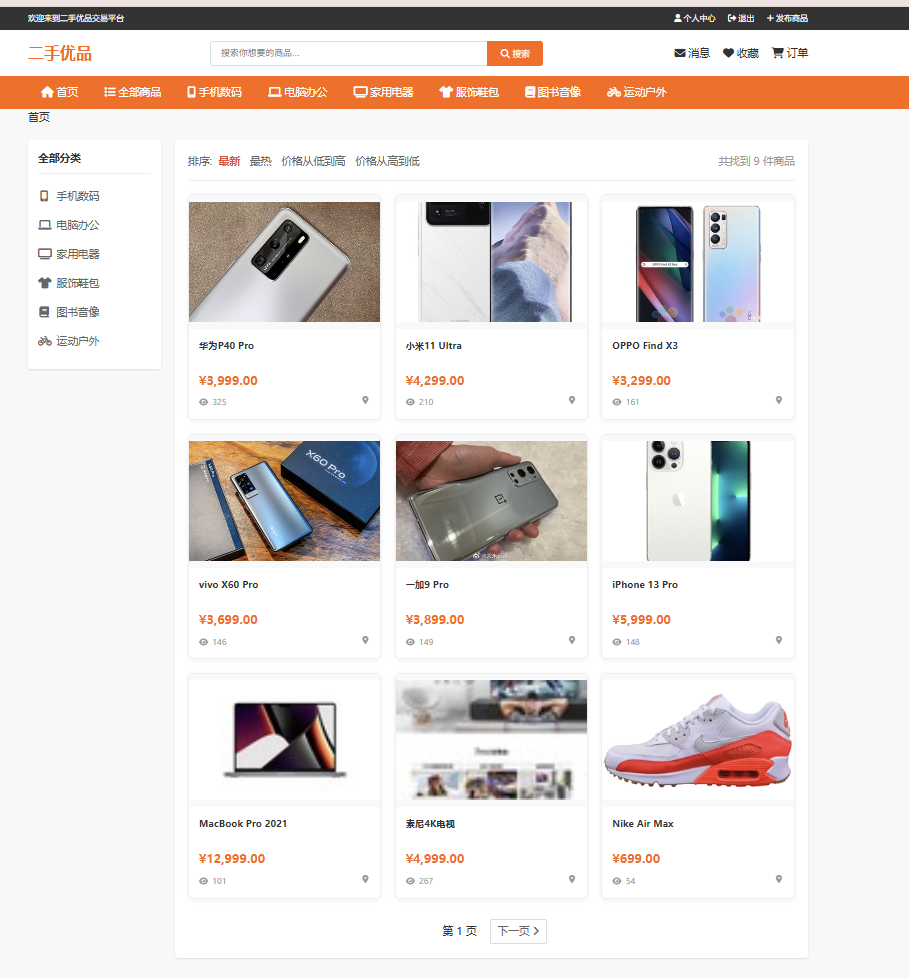 欢迎来到二手优品交易平台 个人中心 退出 发布商品
二手优品 搜索你想要的商品... 搜索 消息 收藏 订单
首页 全部商品 手机数码 电脑办公 家用电器 服饰鞋包 图书音像 运动户外
首页
全部分类
手机数码
电脑办公
家用电器
服饰鞋包
图书音像
运动户外
排序: 最新 最热 价格从低到高 价格从高到低 共找到 9 件商品
OPPO Find X3 Pro
华为P40 Pro 小米11 Ultra OPPO Find X3
¥3,999.00 ¥4,299.00 ¥3,299.00
325 210 161
X60 Pro
vivo X60 Pro 一加9 Pro iPhone 13 Pro
¥3,699.00 ¥3,899.00 ¥5,999.00
146 149 148
MacBook Pro 2021 索尼4K电视 Nike Air Max
¥12,999.00 ¥4,999.00 ¥699.00
101 267 54
第 1 页 下一页